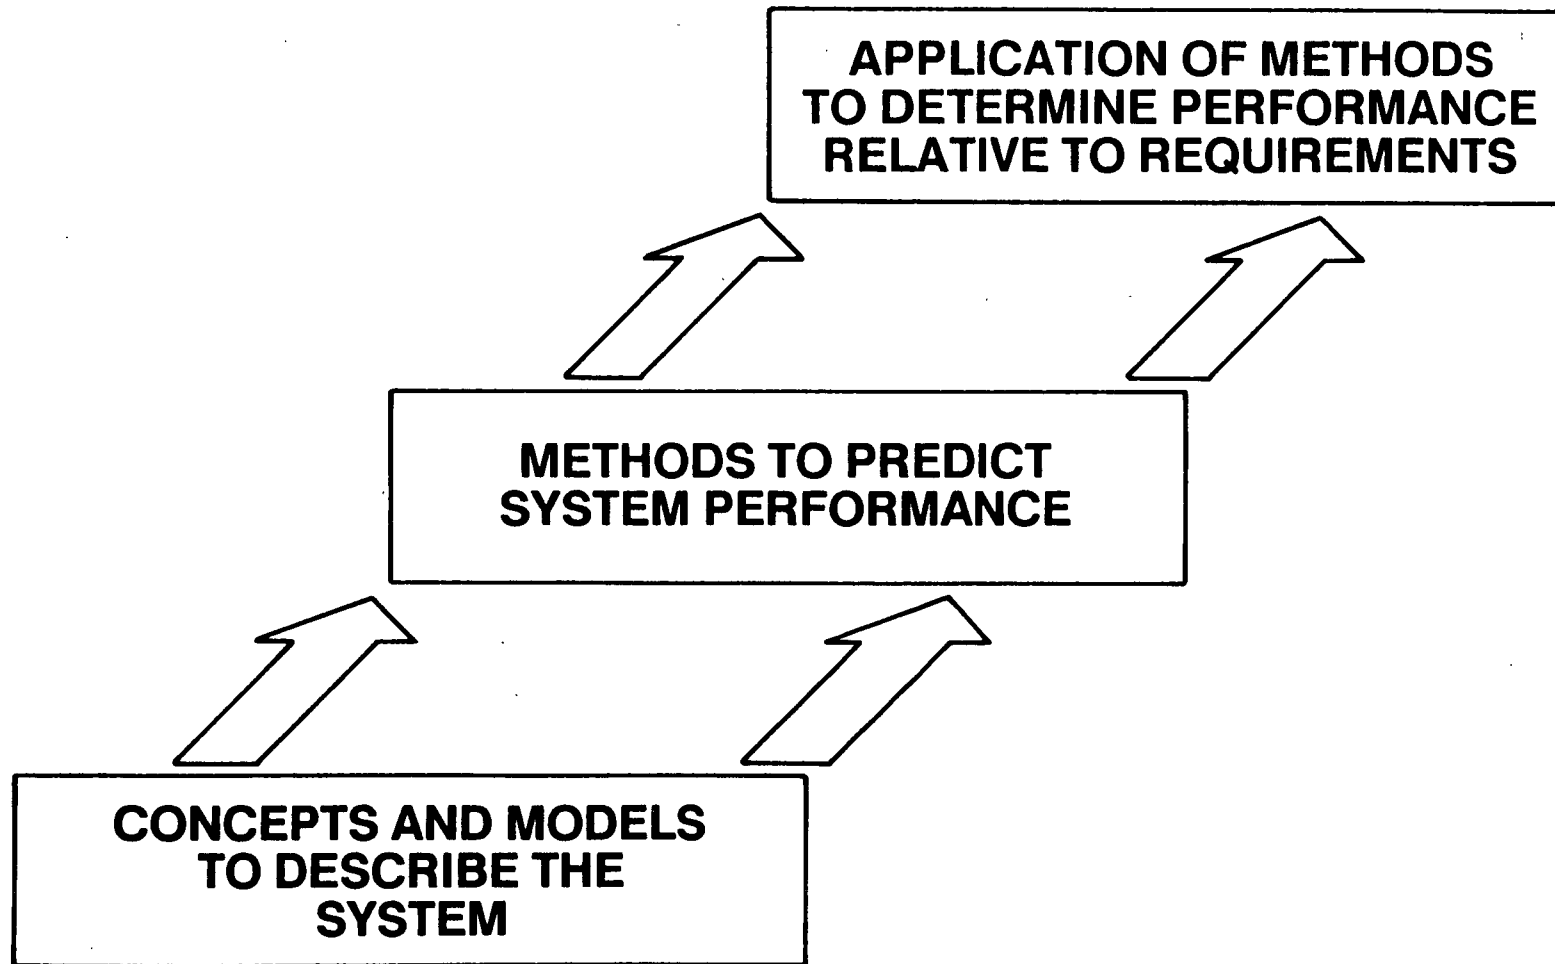 APPLICATION OF METHODS
TO DETERMINE PERFORMANCE
RELATIVE TO REQUIREMENTS
METHODS TO PREDICT
SYSTEM PERFORMANCE
CONCEPTS AND MODELS
TO DESCRIBE THE
SYSTEM